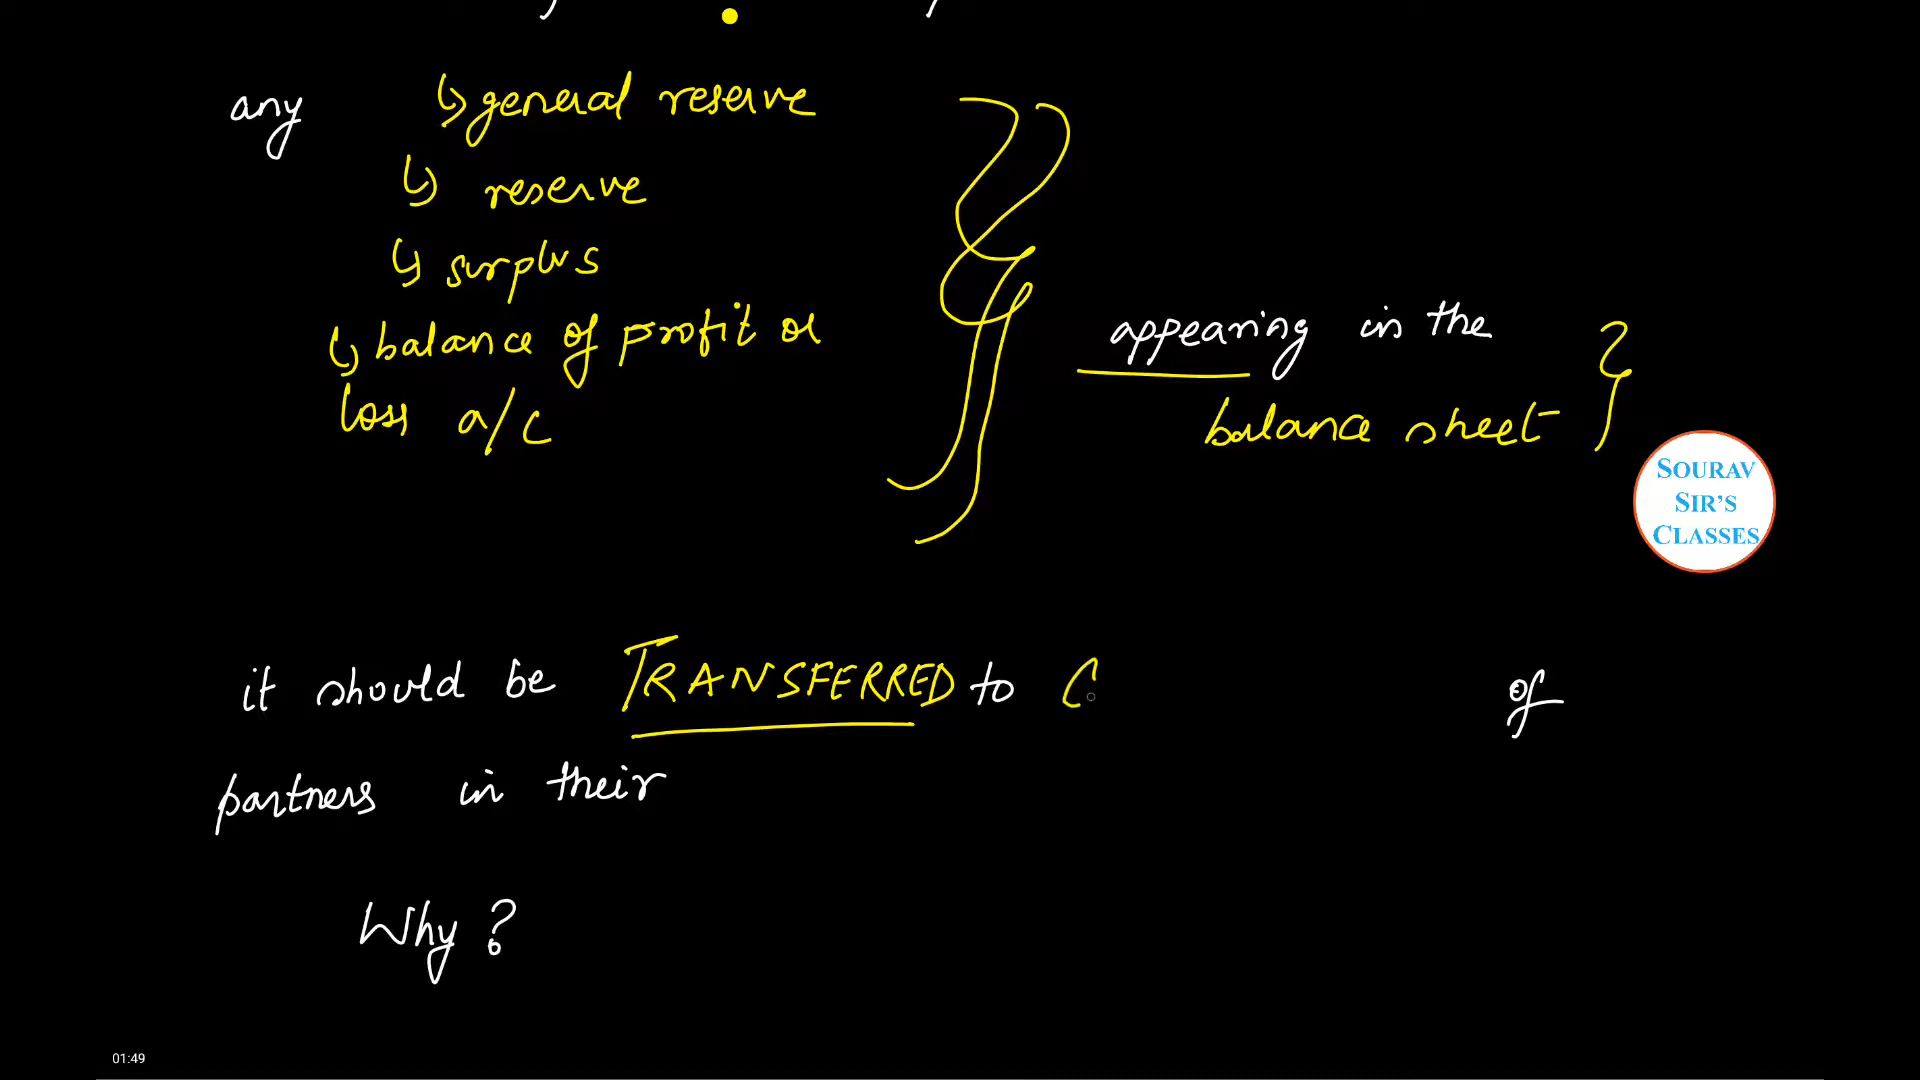 any ↳ general reserve
↳ reserve
↳ surplus
↳ balance of profit or
loss a/c
appearing in the
balance sheet
SOURAV
SIR'S
CLASSES
it should be TRANSFERRED to C of
partners in their
Why?
01:49